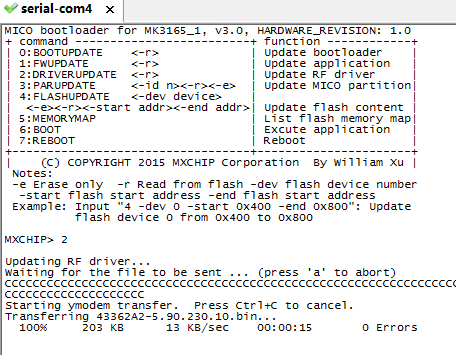 serial-com4 ×
MICO bootloader for MK3165_1, v3.0, HARDWARE_REVISION: 1.0
+ command -------------------------+ function ------------+
| 0:BOOTUPDATE    <-r>             | Update bootloader    |
| 1:FWUPDATE      <-r>             | Update application   |
| 2:DRIVERUPDATE  <-r>             | Update RF driver     |
| 3:PARUPDATE     <-id n><-r><-e>  | Update MICO partition|
| 4:FLASHUPDATE   <-dev device>    |                      |
|  <-e><-r><-start addr><-end addr>| Update flash content |
| 5:MEMORYMAP                      | List flash memory map|
| 6:BOOT                           | Excute application   |
| 7:REBOOT                         | Reboot               |
+----------------------------------+----------------------+
|    (C) COPYRIGHT 2015 MXCHIP Corporation  By William Xu |
Notes:
-e Erase only  -r Read from flash -dev flash device number
-start flash start address -end flash start address
Example: Input "4 -dev 0 -start 0x400 -end 0x800": Update
flash device 0 from 0x400 to 0x800
MXCHIP> 2
Updating RF driver...
Waiting for the file to be sent ... (press 'a' to abort)
CCCCCCCCCCCCCCCCCCCCCCCCCCCCCCCCCCCCCCCCCCCCCCCCCCCCCCCCCCCCCCCC
CCCCCCCCCCCCCCCCCCCC
Starting ymodem transfer.  Press Ctrl+C to cancel.
Transferring 43362A2-5.90.230.10.bin...
100%     203 KB      13 KB/sec    00:00:15       0 Errors